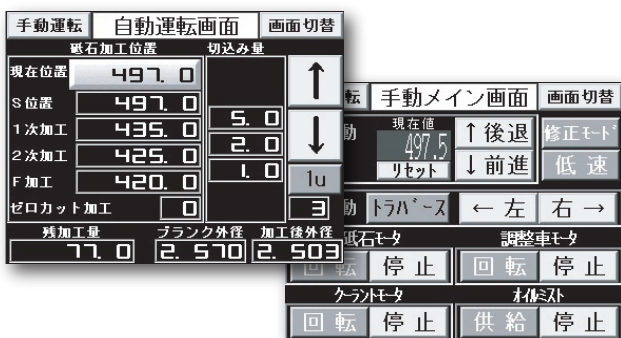 手動運転 自動運転画面 画面切替
砥石加工位置 切込み量
現在位置 497. 0
S位置 497. 0
1次加工 435. 0 5. 0
2次加工 425. 0 2. 0
F加工 420. 0 1. 0
ゼロカット加工 0
↑
↓
1u
3
残加工量 ブランク外径 加工後外径
77. 0 2. 570 2. 503
転 手動メイン画面 画面切替
動 現在値 497.5 リセット ↑後退 修正モード
↓前進 低速
動 トラバース ←左 右→
砥石モータ 調整車モータ
回転 停止 回転 停止
クーラントモータ オイルミスト
回転 停止 供給 停止